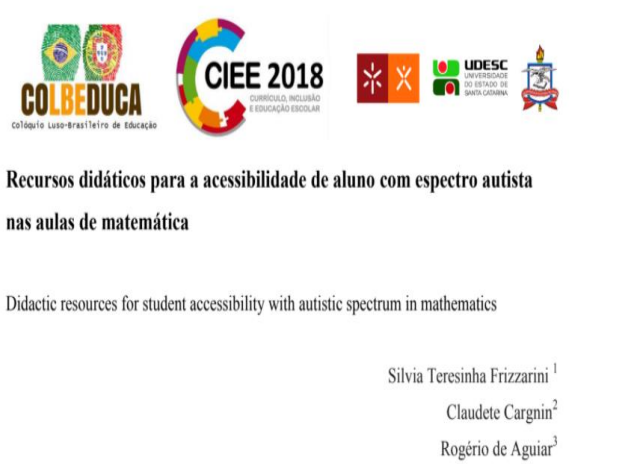 COLBEDUCA
Colóquio Luso-Brasileiro de Educação
CIEE 2018
CURRÍCULO, INCLUSÃO
E EDUCAÇÃO ESCOLAR
UDESC
UNIVERSIDADE
DO ESTADO DE
SANTA CATARINA
Recursos didáticos para a acessibilidade de aluno com espectro autista
nas aulas de matemática
Didactic resources for student accessibility with autistic spectrum in mathematics
Silvia Teresinha Frizzarini 1
Claudete Cargnin2
Rogério de Aguiar3